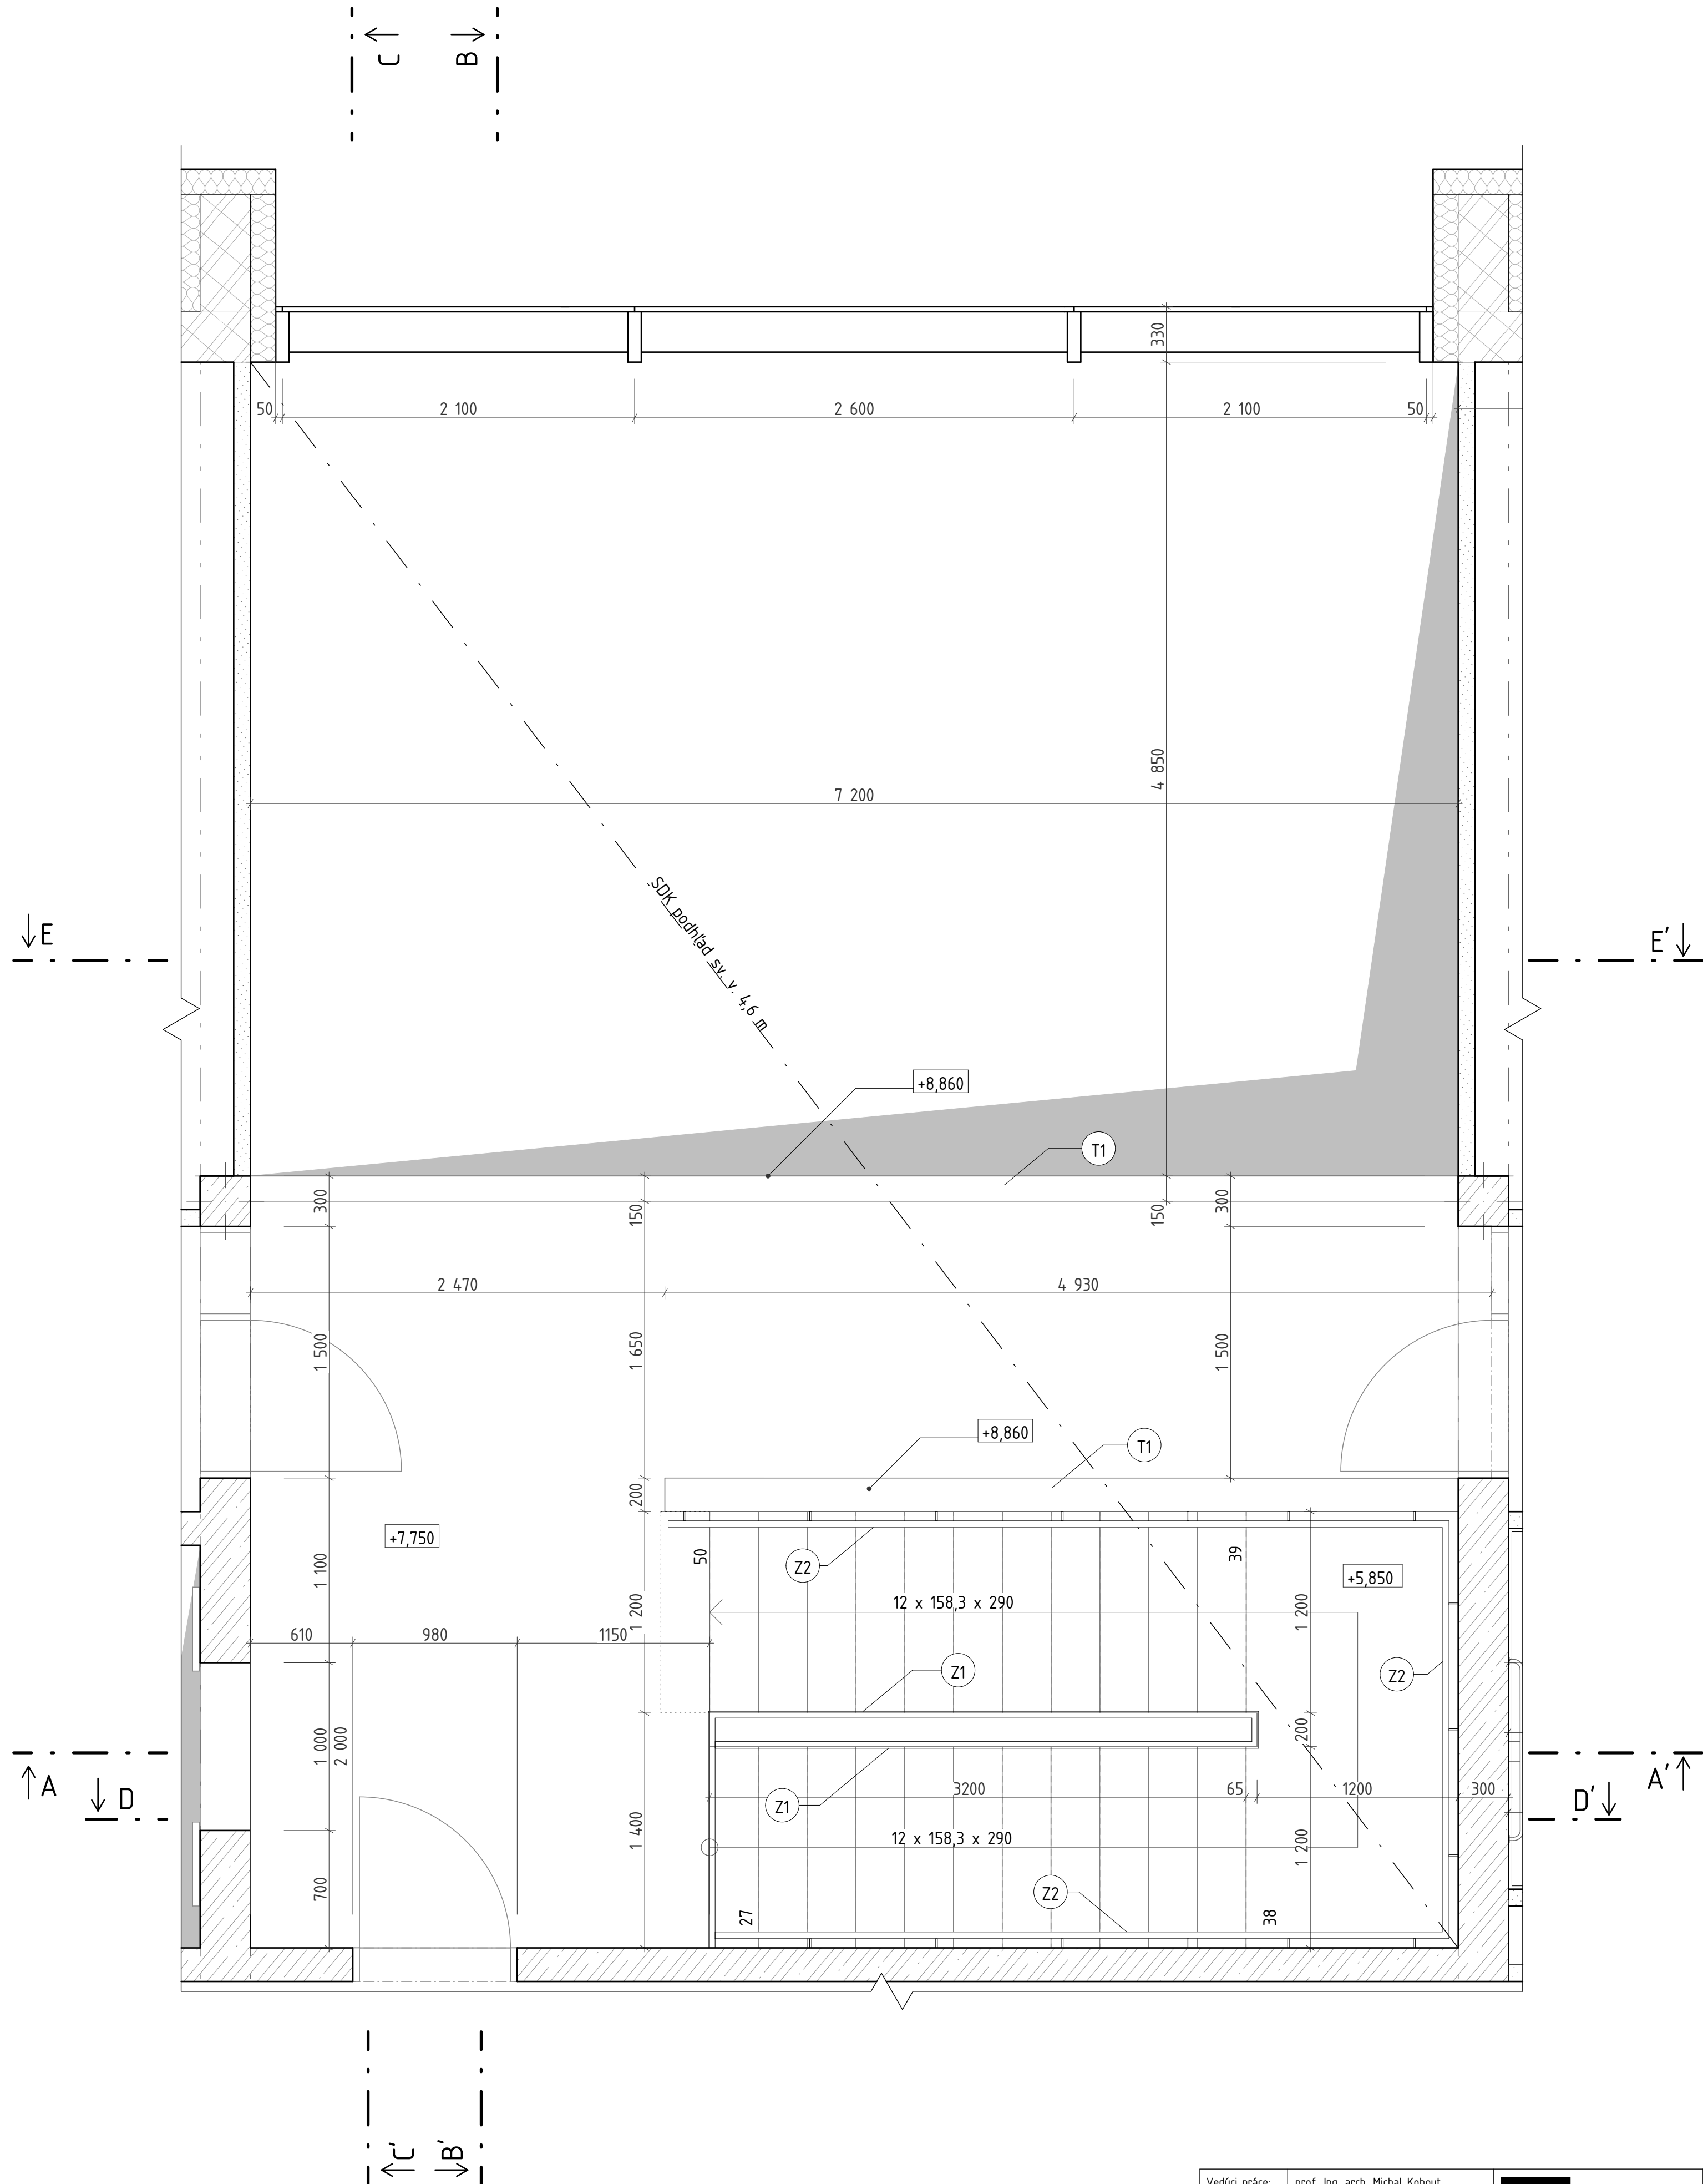 C B
50 2 100 2 600 2 100 50
330
4 850
7 200
SDK podhľad sv. v. 4,6 m
E E'
+8,860
T1
300 150 150 300
2 470 4 930
1 500 1 650 1 500
+8,860
T1
200
+7,750
50 39
Z2
+5,850
1 100
12 x 158,3 x 290
1 200 1 200
610 980 1150
Z1
Z2
1 000
2 000
200
A A'
D D'
3200 65 1200 300
Z1
12 x 158,3 x 290
1 400 1 200
700
Z2
27 38
C' B'
Vedúci práce: prof. Ing. arch. Michal Kohout